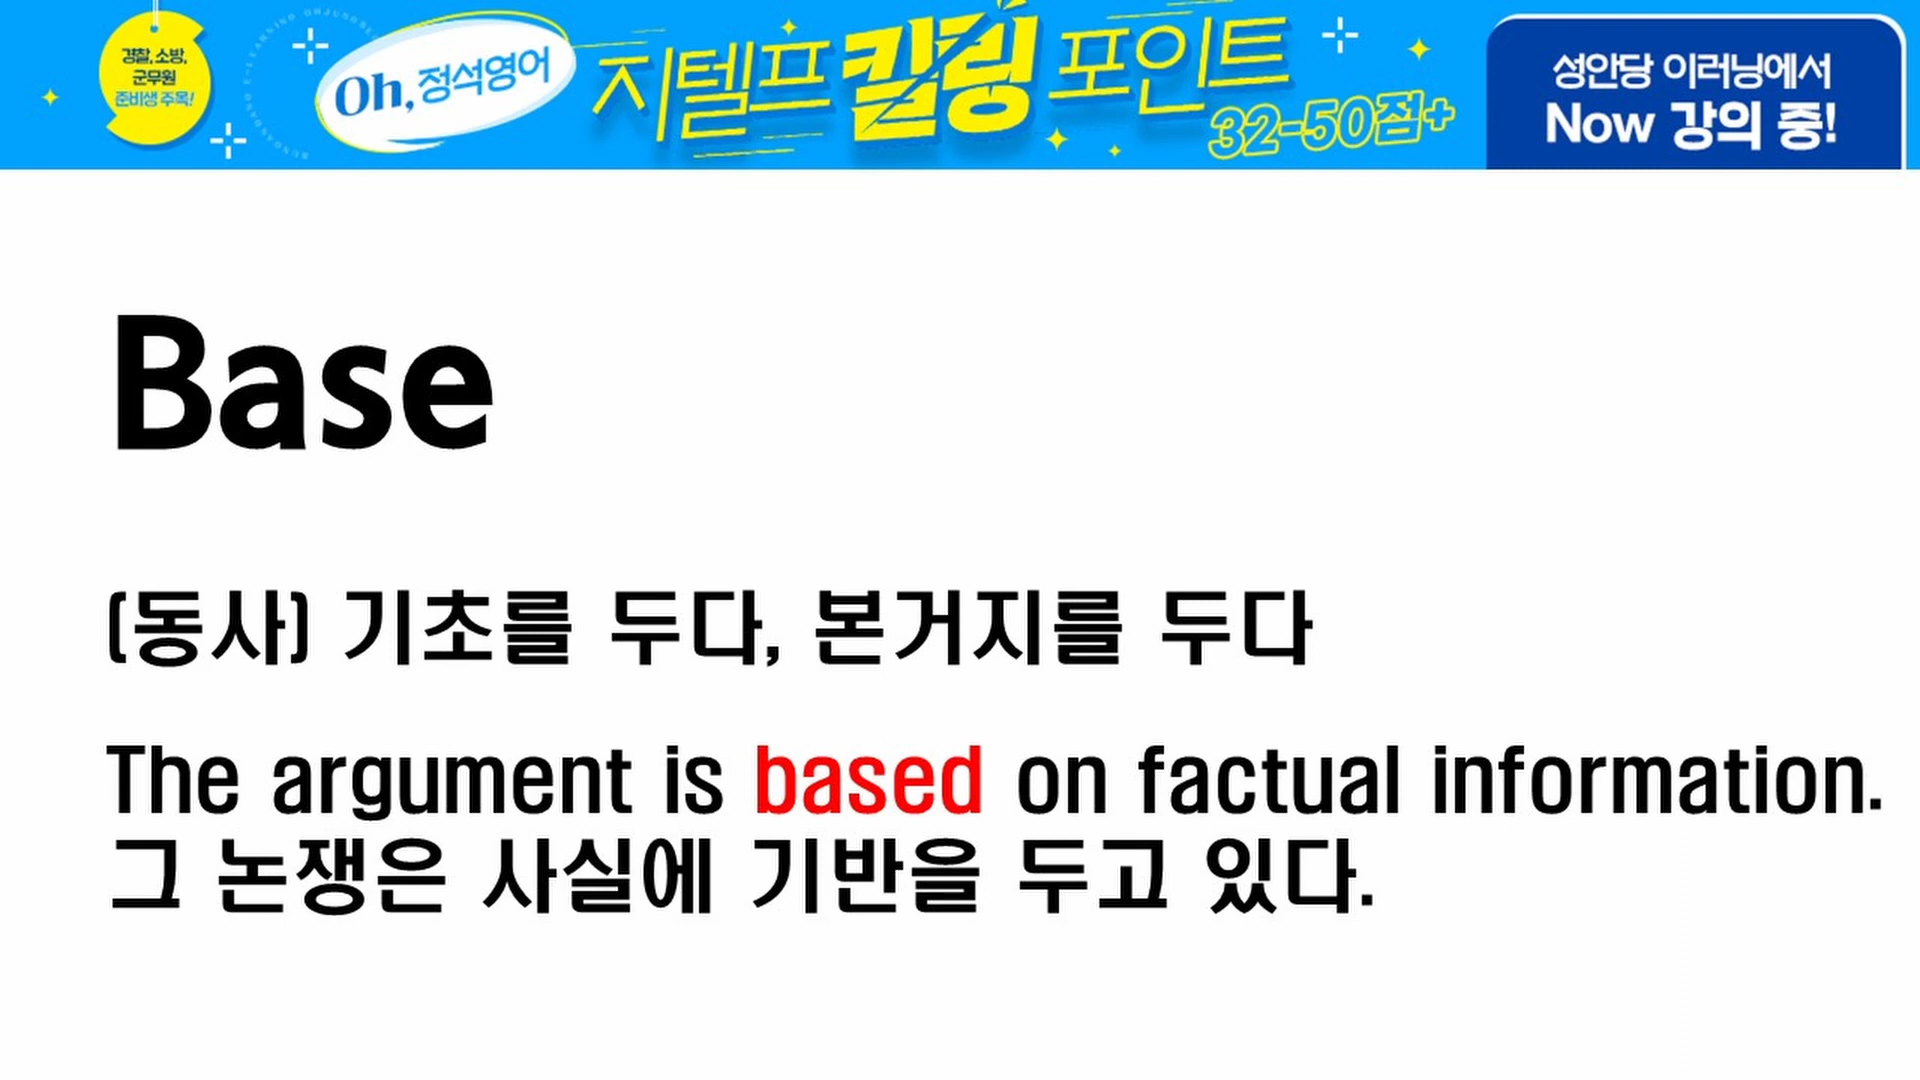 경찰, 소방,
군무원
준비생 주목!
Oh, 정석영어
지텔프 킬링 포인트
32-50점+
성안당 이러닝에서
Now 강의 중!
Base
(동사) 기초를 두다, 본거지를 두다
The argument is based on factual information.
그 논쟁은 사실에 기반을 두고 있다.